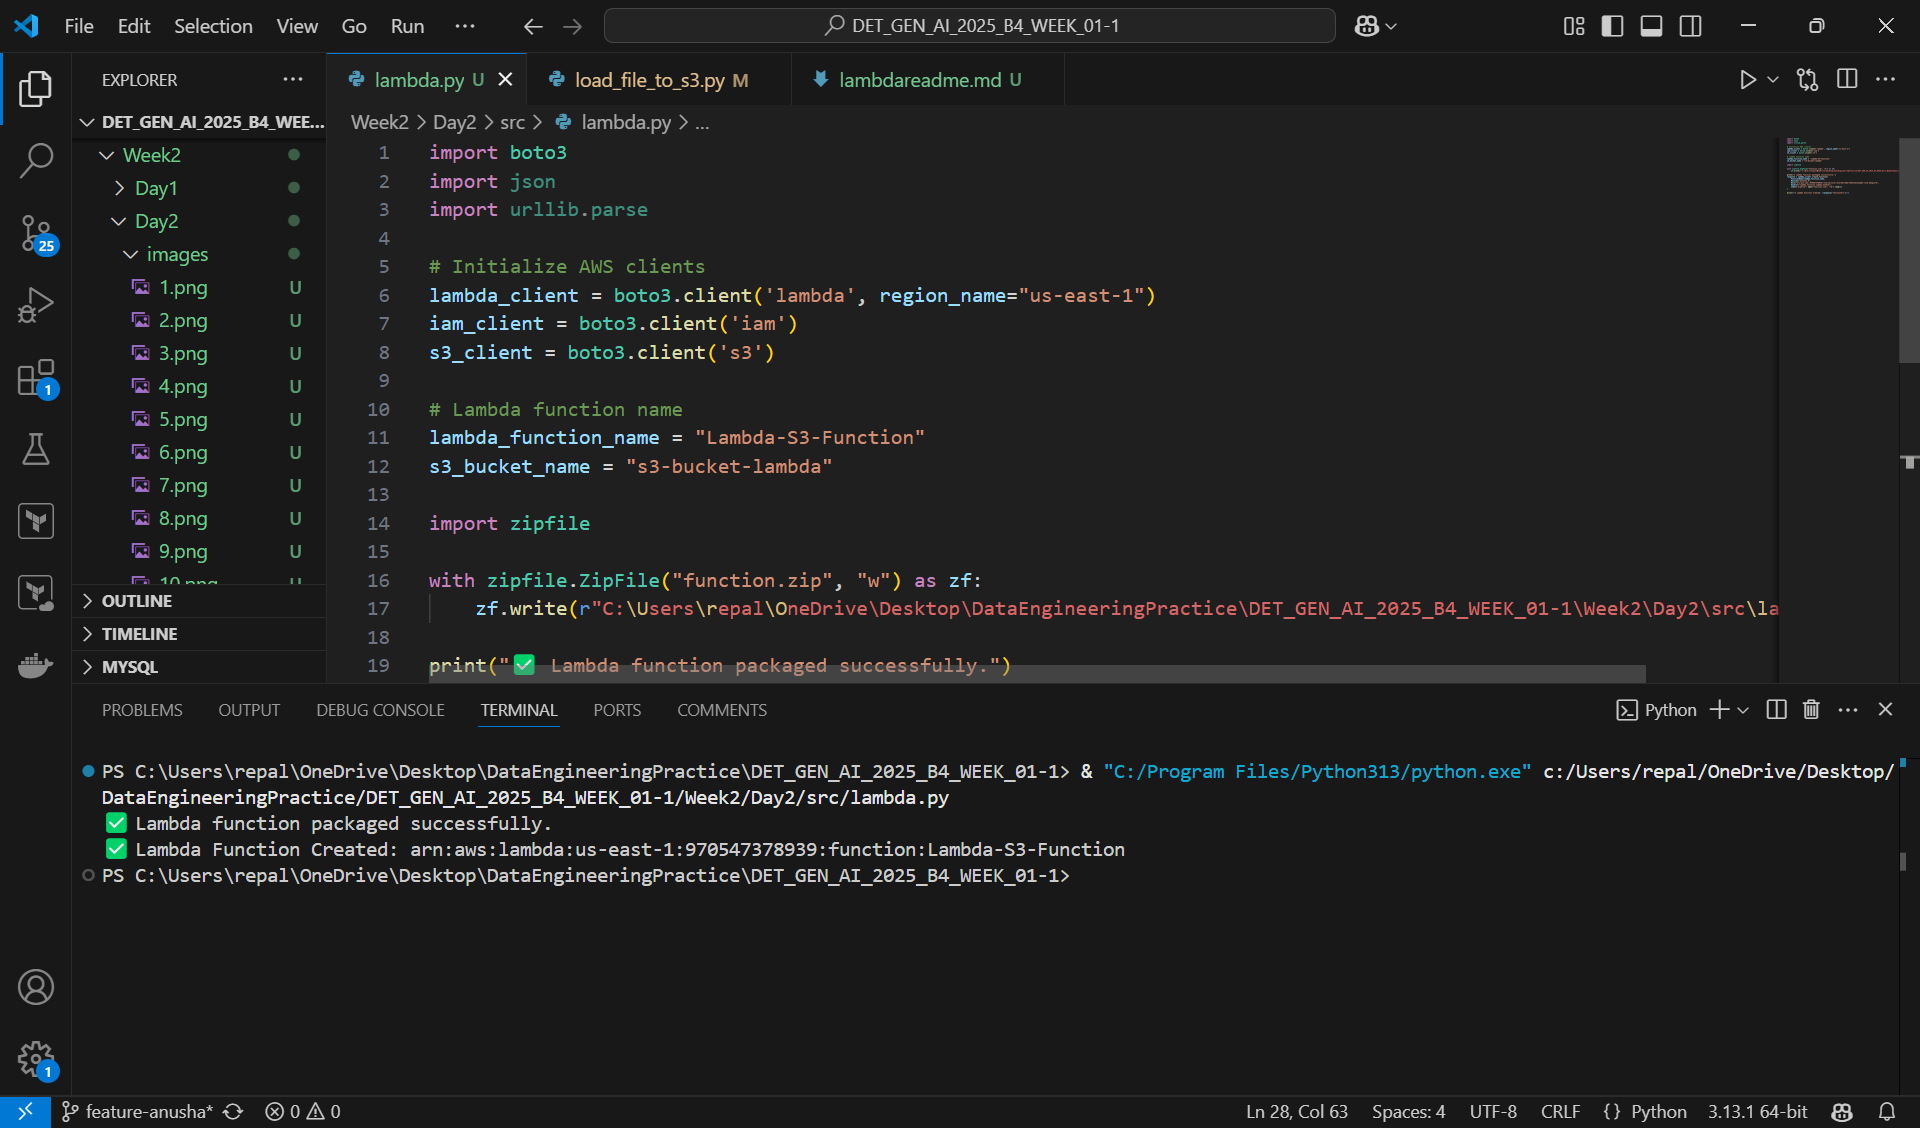 File Edit Selection View Go Run ···
DET_GEN_AI_2025_B4_WEEK_01-1
EXPLORER ···
DET_GEN_AI_2025_B4_WEE...
Week2
Day1
Day2
images
1.png U
2.png U
3.png U
4.png U
5.png U
6.png U
7.png U
8.png U
9.png U
10.png U
OUTLINE
TIMELINE
MYSQL
25
1
1
lambda.py U
load_file_to_s3.py M
lambdareadme.md U
Week2 > Day2 > src > lambda.py > ...
1 import boto3
2 import json
3 import urllib.parse
4
5 # Initialize AWS clients
6 lambda_client = boto3.client('lambda', region_name="us-east-1")
7 iam_client = boto3.client('iam')
8 s3_client = boto3.client('s3')
9
10 # Lambda function name
11 lambda_function_name = "Lambda-S3-Function"
12 s3_bucket_name = "s3-bucket-lambda"
13
14 import zipfile
15
16 with zipfile.ZipFile("function.zip", "w") as zf:
17 zf.write(r"C:\Users\repal\OneDrive\Desktop\DataEngineeringPractice\DET_GEN_AI_2025_B4_WEEK_01-1\Week2\Day2\src\la
18
19 print("✅ Lambda function packaged successfully.")
PROBLEMS OUTPUT DEBUG CONSOLE TERMINAL PORTS COMMENTS
Python
PS C:\Users\repal\OneDrive\Desktop\DataEngineeringPractice\DET_GEN_AI_2025_B4_WEEK_01-1> & "C:/Program Files/Python313/python.exe" c:/Users/repal/OneDrive/Desktop/
DataEngineeringPractice/DET_GEN_AI_2025_B4_WEEK_01-1/Week2/Day2/src/lambda.py
✅ Lambda function packaged successfully.
✅ Lambda Function Created: arn:aws:lambda:us-east-1:970547378939:function:Lambda-S3-Function
PS C:\Users\repal\OneDrive\Desktop\DataEngineeringPractice\DET_GEN_AI_2025_B4_WEEK_01-1>
feature-anusha* 0 0
Ln 28, Col 63 Spaces: 4 UTF-8 CRLF {} Python 3.13.1 64-bit